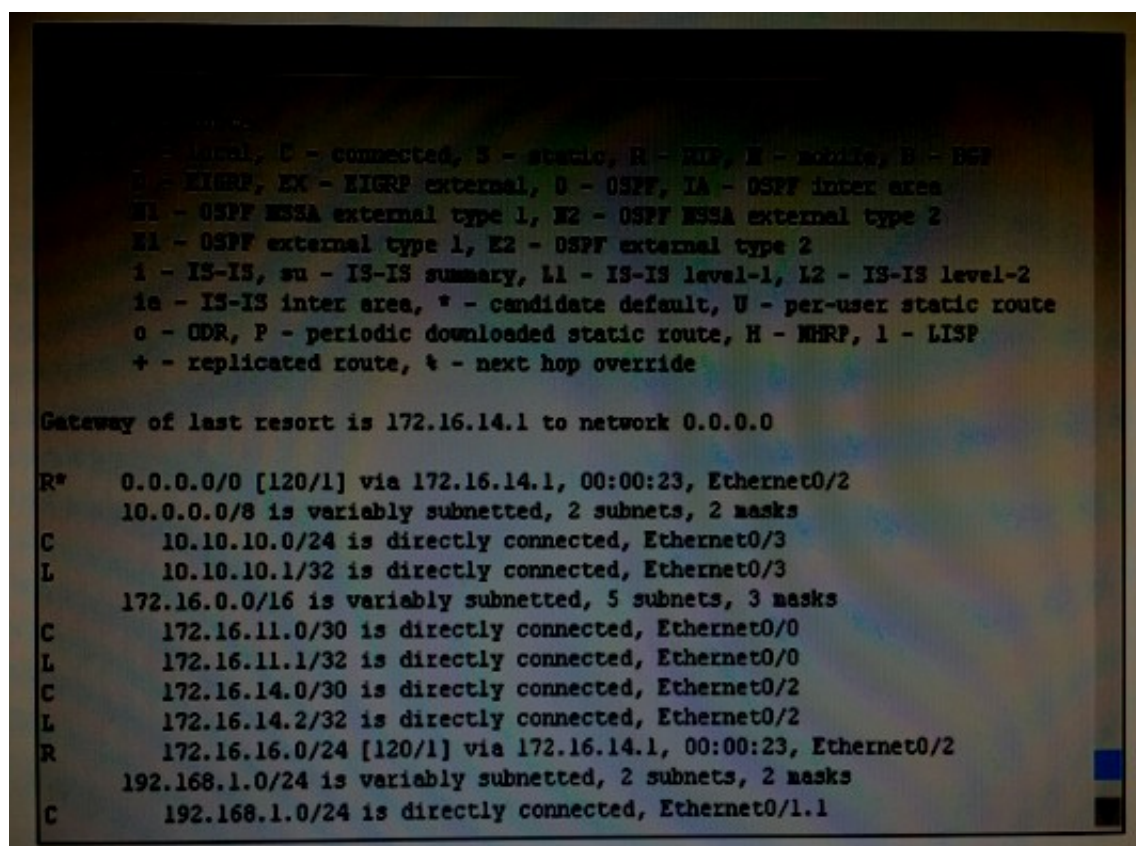 local, C - connected, S - static, R - RIP, M - mobile, B - BGP
EIGRP, EX - EIGRP external, O - OSPF, IA - OSPF inter area
N1 - OSPF NSSA external type 1, N2 - OSPF NSSA external type 2
E1 - OSPF external type 1, E2 - OSPF external type 2
i - IS-IS, su - IS-IS summary, L1 - IS-IS level-1, L2 - IS-IS level-2
ia - IS-IS inter area, * - candidate default, U - per-user static route
o - ODR, P - periodic downloaded static route, H - NHRP, l - LISP
+ - replicated route, % - next hop override
Gateway of last resort is 172.16.14.1 to network 0.0.0.0
R* 0.0.0.0/0 [120/1] via 172.16.14.1, 00:00:23, Ethernet0/2
10.0.0.0/8 is variably subnetted, 2 subnets, 2 masks
C 10.10.10.0/24 is directly connected, Ethernet0/3
L 10.10.10.1/32 is directly connected, Ethernet0/3
172.16.0.0/16 is variably subnetted, 5 subnets, 3 masks
C 172.16.11.0/30 is directly connected, Ethernet0/0
L 172.16.11.1/32 is directly connected, Ethernet0/0
C 172.16.14.0/30 is directly connected, Ethernet0/2
L 172.16.14.2/32 is directly connected, Ethernet0/2
R 172.16.16.0/24 [120/1] via 172.16.14.1, 00:00:23, Ethernet0/2
192.168.1.0/24 is variably subnetted, 2 subnets, 2 masks
C 192.168.1.0/24 is directly connected, Ethernet0/1.1